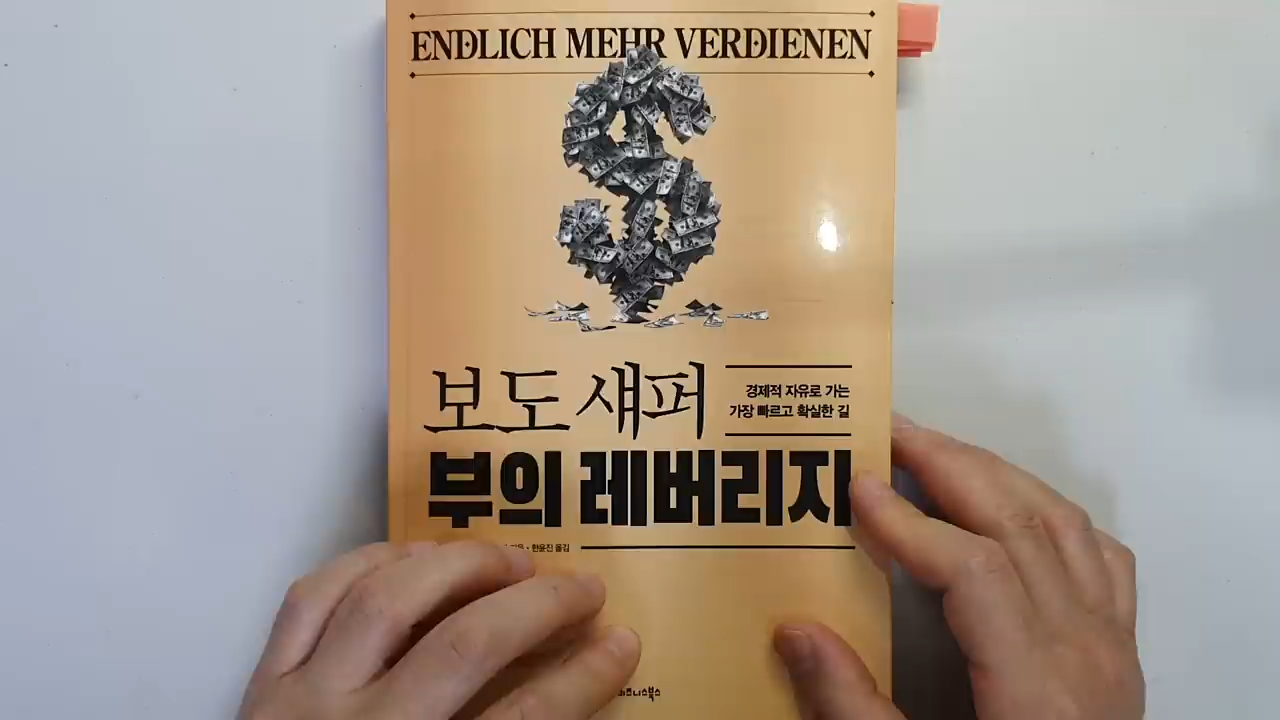 ENDLICH MEHR VERDIENEN
보도 섀퍼
경제적 자유로 가는
가장 빠르고 확실한 길
부의 레버리지
한윤진 옮김